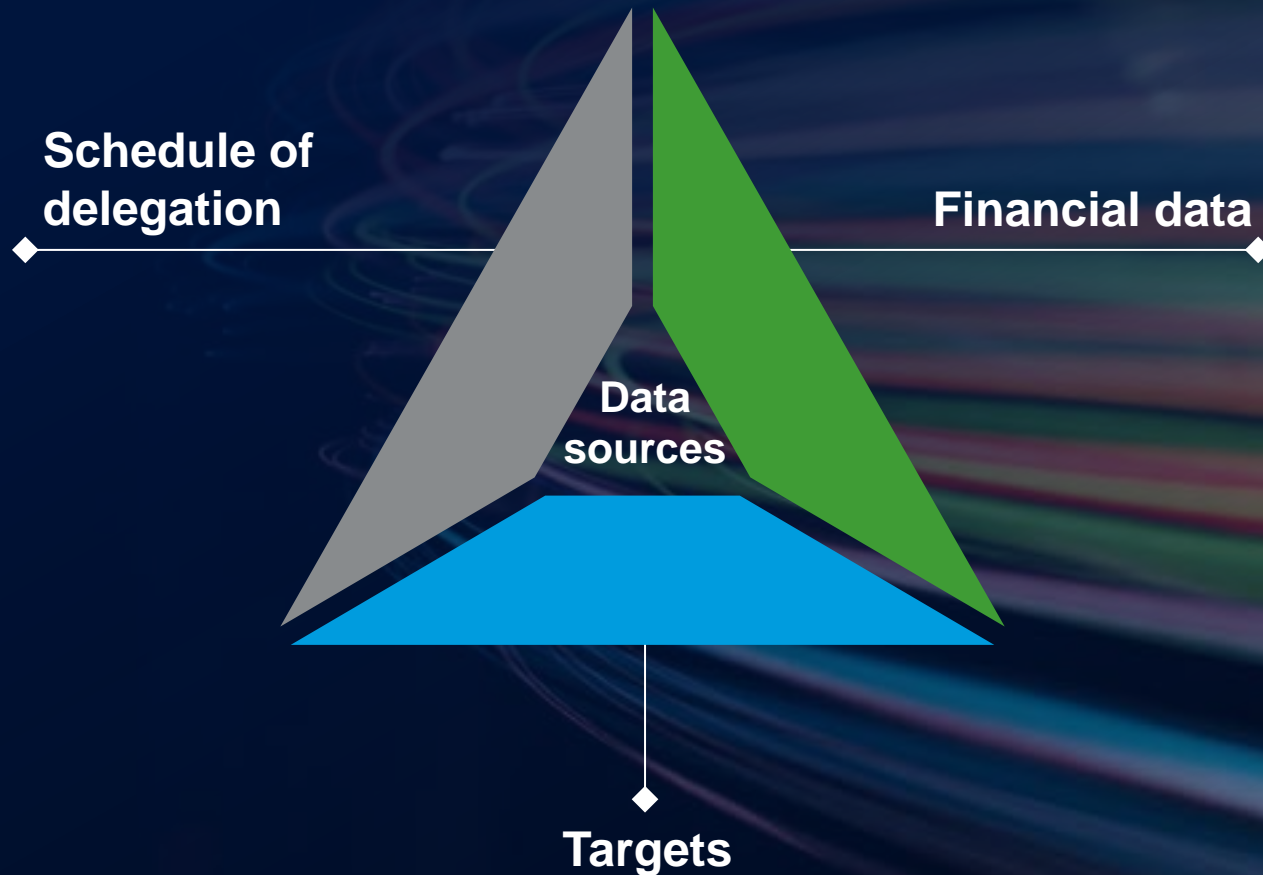 Schedule of
delegation
Financial data
Data
sources
Targets